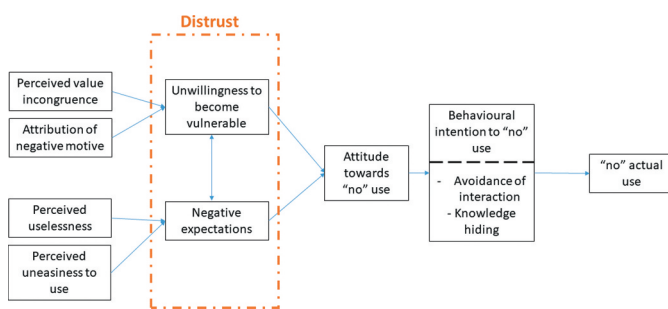 Distrust
Perceived value
incongruence
Attribution of
negative motive
Unwillingness to
become
vulnerable
Perceived
uselessness
Perceived
uneasiness to
use
Negative
expectations
Attitude
towards
"no" use
Behavioural
intention to "no"
use
- Avoidance of
interaction
- Knowledge
hiding
"no" actual
use